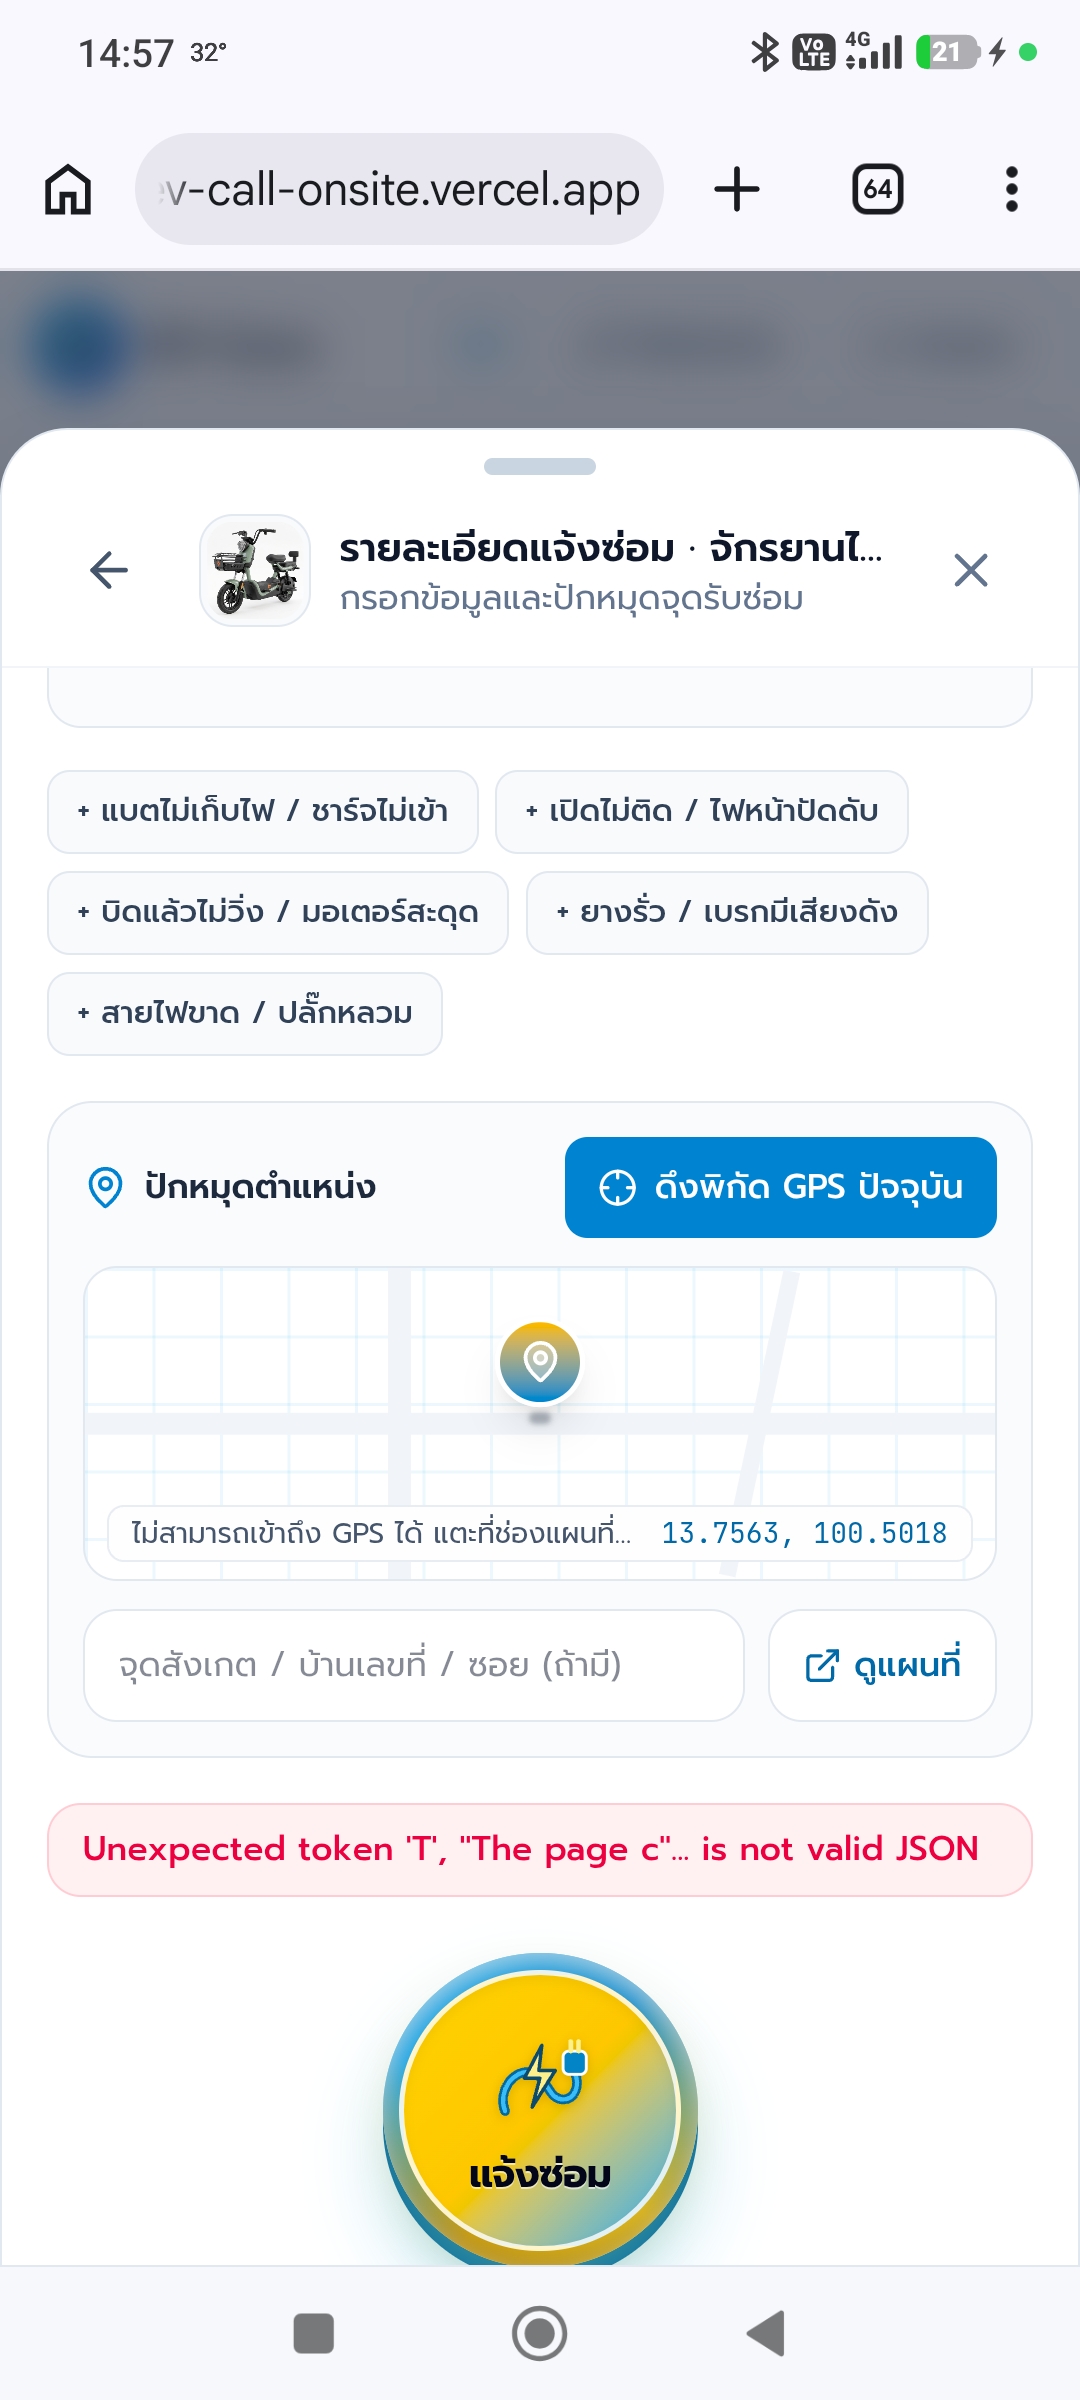 14:57 32°
Vo LTE 4G 21
v-call-onsite.vercel.app
64
รายละเอียดแจ้งซ่อม · จักรยานไ...
กรอกข้อมูลและปักหมุดจุดรับซ่อม
+ แบตไม่เก็บไฟ / ชาร์จไม่เข้า
+ เปิดไม่ติด / ไฟหน้าปัดดับ
+ บิดแล้วไม่วิ่ง / มอเตอร์สะดุด
+ ยางรั่ว / เบรกมีเสียงดัง
+ สายไฟขาด / ปลั๊กหลวม
ปักหมุดตำแหน่ง
ดึงพิกัด GPS ปัจจุบัน
ไม่สามารถเข้าถึง GPS ได้ แตะที่ช่องแผนที่... 13.7563, 100.5018
จุดสังเกต / บ้านเลขที่ / ซอย (ถ้ามี)
ดูแผนที่
Unexpected token 'T', "The page c"... is not valid JSON
แจ้งซ่อม